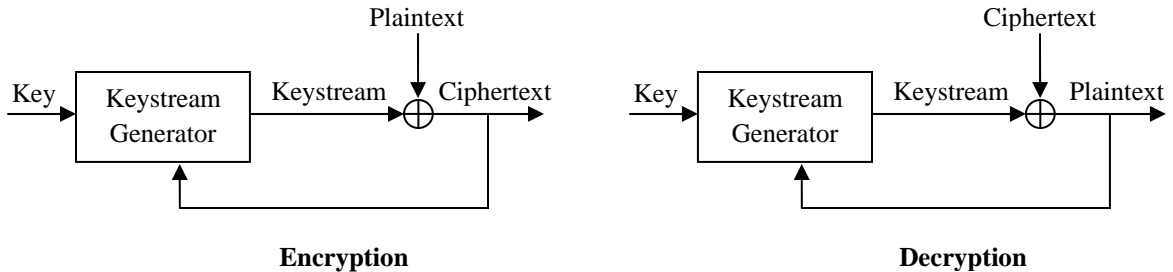 Plaintext
Key
Keystream
Generator
Keystream
Ciphertext
Encryption
Ciphertext
Key
Keystream
Generator
Keystream
Plaintext
Decryption